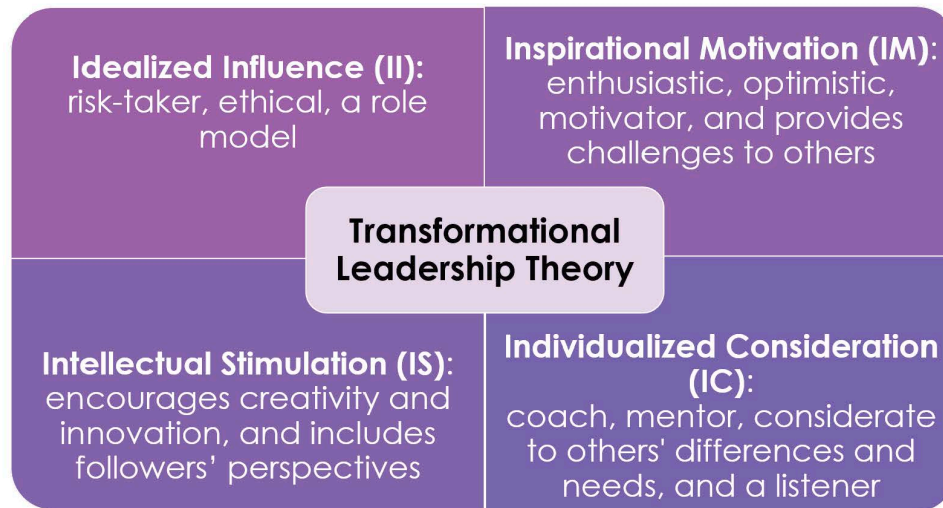 Idealized Influence (II):
risk-taker, ethical, a role
model
Inspirational Motivation (IM):
enthusiastic, optimistic,
motivator, and provides
challenges to others
Transformational
Leadership Theory
Intellectual Stimulation (IS):
encourages creativity and
innovation, and includes
followers’ perspectives
Individualized Consideration
(IC):
coach, mentor, considerate
to others' differences and
needs, and a listener